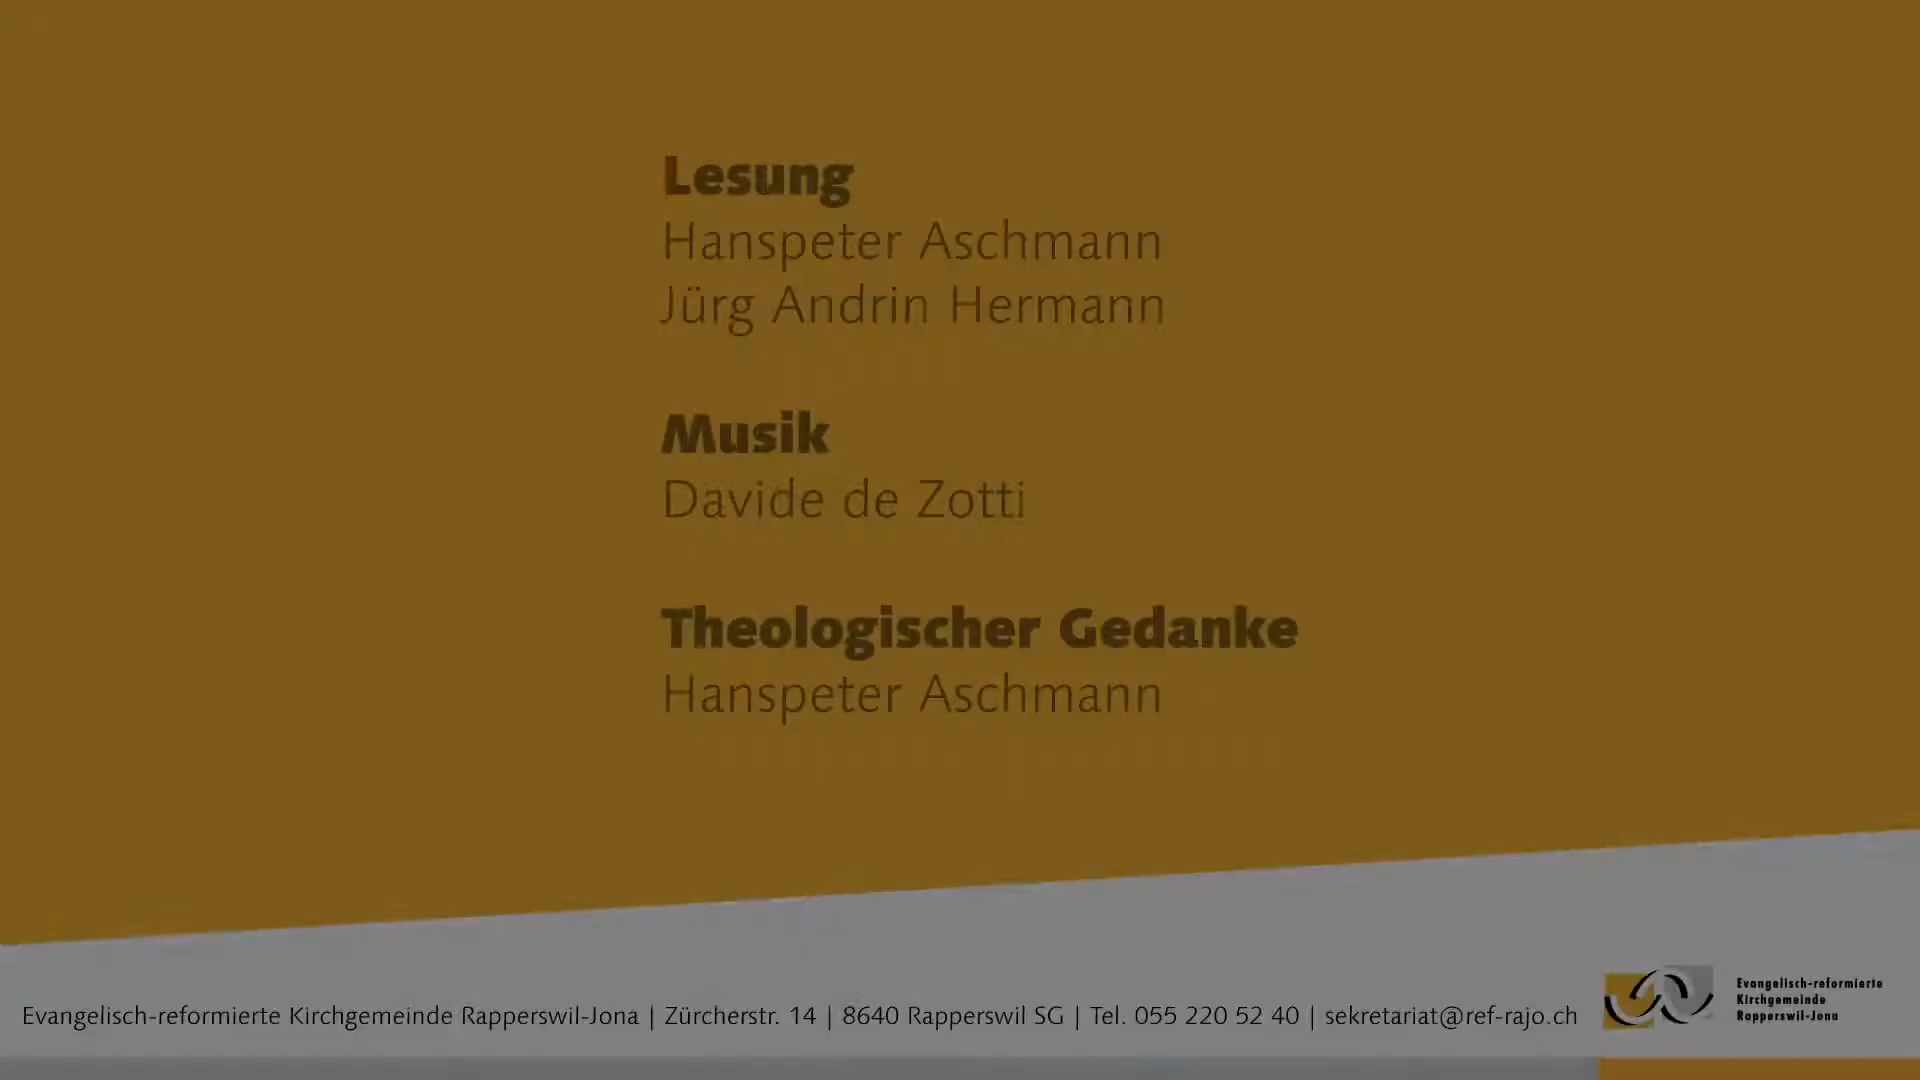 Lesung
Hanspeter Aschmann
Jürg Andrin Hermann
Musik
Davide de Zotti
Theologischer Gedanke
Hanspeter Aschmann
Evangelisch-reformierte Kirchgemeinde Rapperswil-Jona | Zürcherstr. 14 | 8640 Rapperswil SG | Tel. 055 220 52 40 | sekretariat@ref-rajo.ch
Evangelisch-reformierte
Kirchgemeinde
Rapperswil-Jona